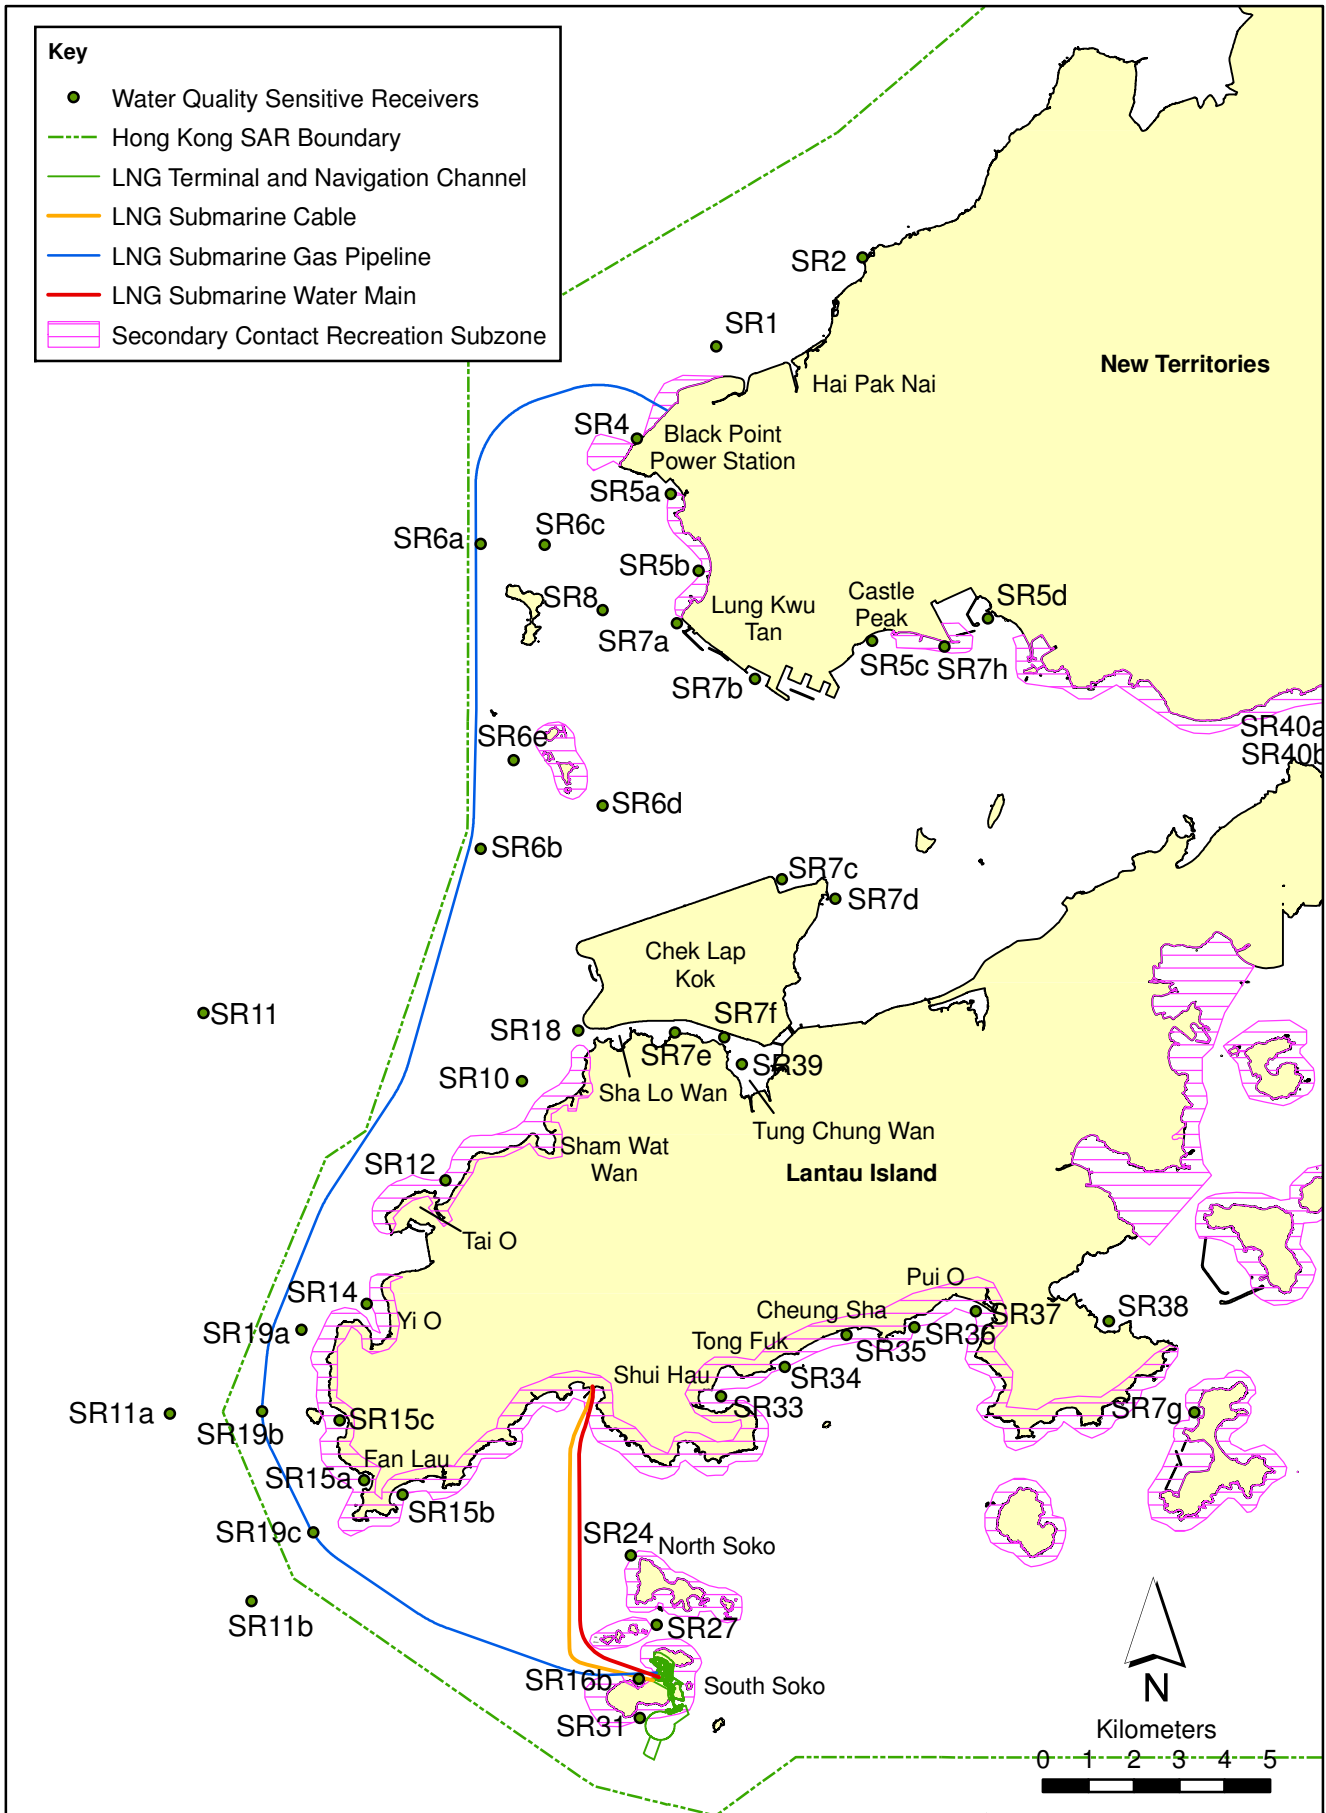 Key
Water Quality Sensitive Receivers
Hong Kong SAR Boundary
LNG Terminal and Navigation Channel
LNG Submarine Cable
LNG Submarine Gas Pipeline
LNG Submarine Water Main
Secondary Contact Recreation Subzone
SR2
SR1
New Territories
Hai Pak Nai
SR4
Black Point
Power Station
SR5a
SR6a
SR6c
SR5b
SR8
Lung Kwu
Tan
Castle
Peak
SR5d
SR7a
SR5c
SR7h
SR7b
SR40a
SR40b
SR6e
SR6d
SR6b
SR7c
SR7d
Chek Lap
Kok
SR11
SR18
SR7f
SR7e
SR39
SR10
Sha Lo Wan
Tung Chung Wan
Sham Wat
Wan
SR12
Lantau Island
Tai O
Pui O
SR14
Yi O
Cheung Sha
SR37
SR38
SR19a
SR36
Tong Fuk
SR35
Shui Hau
SR34
SR33
SR11a
SR19b
SR15c
SR7g
Fan Lau
SR15a
SR15b
SR19c
SR24
North Soko
SR11b
SR27
SR16b
South Soko
SR31
N
Kilometers
0 1 2 3 4 5